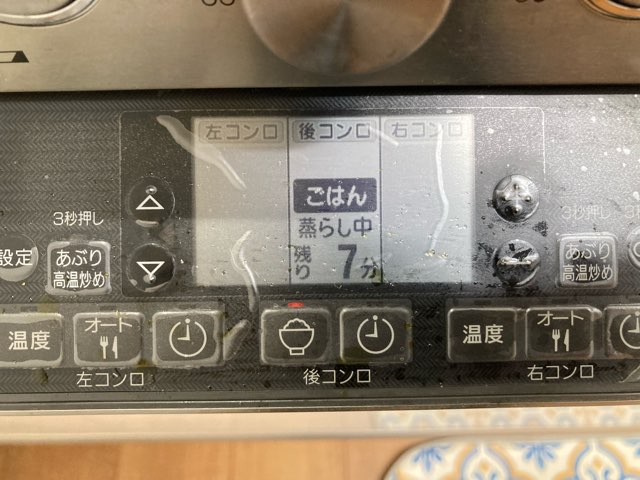 左コンロ 後コンロ 右コンロ
ごはん
蒸らし中
残り 7分
3秒押し
設定
あぶり
高温炒め
3秒押し
あぶり
高温炒め
温度 オート
左コンロ
後コンロ
温度 オート
右コンロ